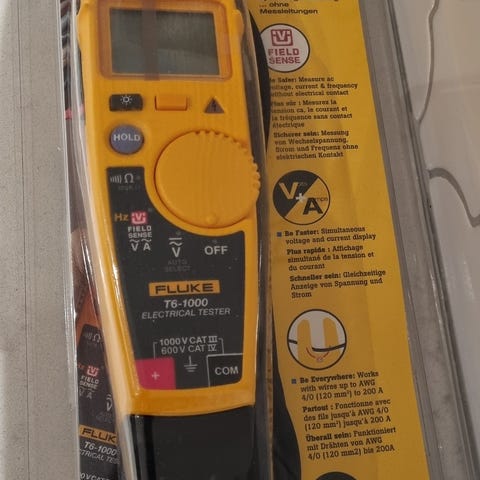 ... ohne
Messleitungen
FIELD
SENSE
Be Safer: Measure ac
voltage, current & frequency
without electrical contact
Plus sûr : Mesurez la
tension ca, le courant et
la fréquence sans contact
électrique
Sicherer sein: Messung
von Wechselspannung,
Strom und Frequenz ohne
elektrischen Kontakt
HOLD
Ω
Hz
FIELD
SENSE
V A
V
AUTO
SELECT
OFF
FLUKE
T6-1000
ELECTRICAL TESTER
1000 V CAT III
600 V CAT IV
+
COM
Volts
+
Amps
Be Faster: Simultaneous
voltage and current display
Plus rapide : Affichage
simultané de la tension et
du courant
Schneller sein: Gleichzeitige
Anzeige von Spannung und
Strom
Be Everywhere: Works
with wires up to AWG
4/0 (120 mm²) to 200 A
Partout : Fonctionne avec
des fils jusqu'à AWG 4/0
(120 mm²) jusqu'à 200 A
Überall sein: Funktioniert
mit Drähten von AWG
4/0 (120 mm2) bis 200A
FIELD
SENSE
V A
FLUKE
T6-1000